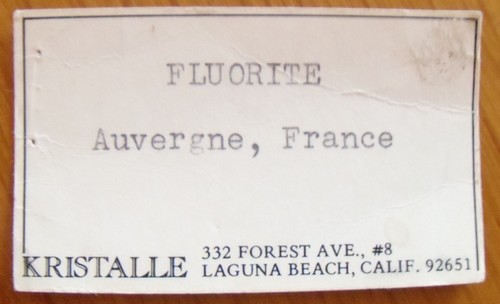 FLUORITE
Auvergne, France
KRISTALLE 332 FOREST AVE., #8
LAGUNA BEACH, CALIF. 92651